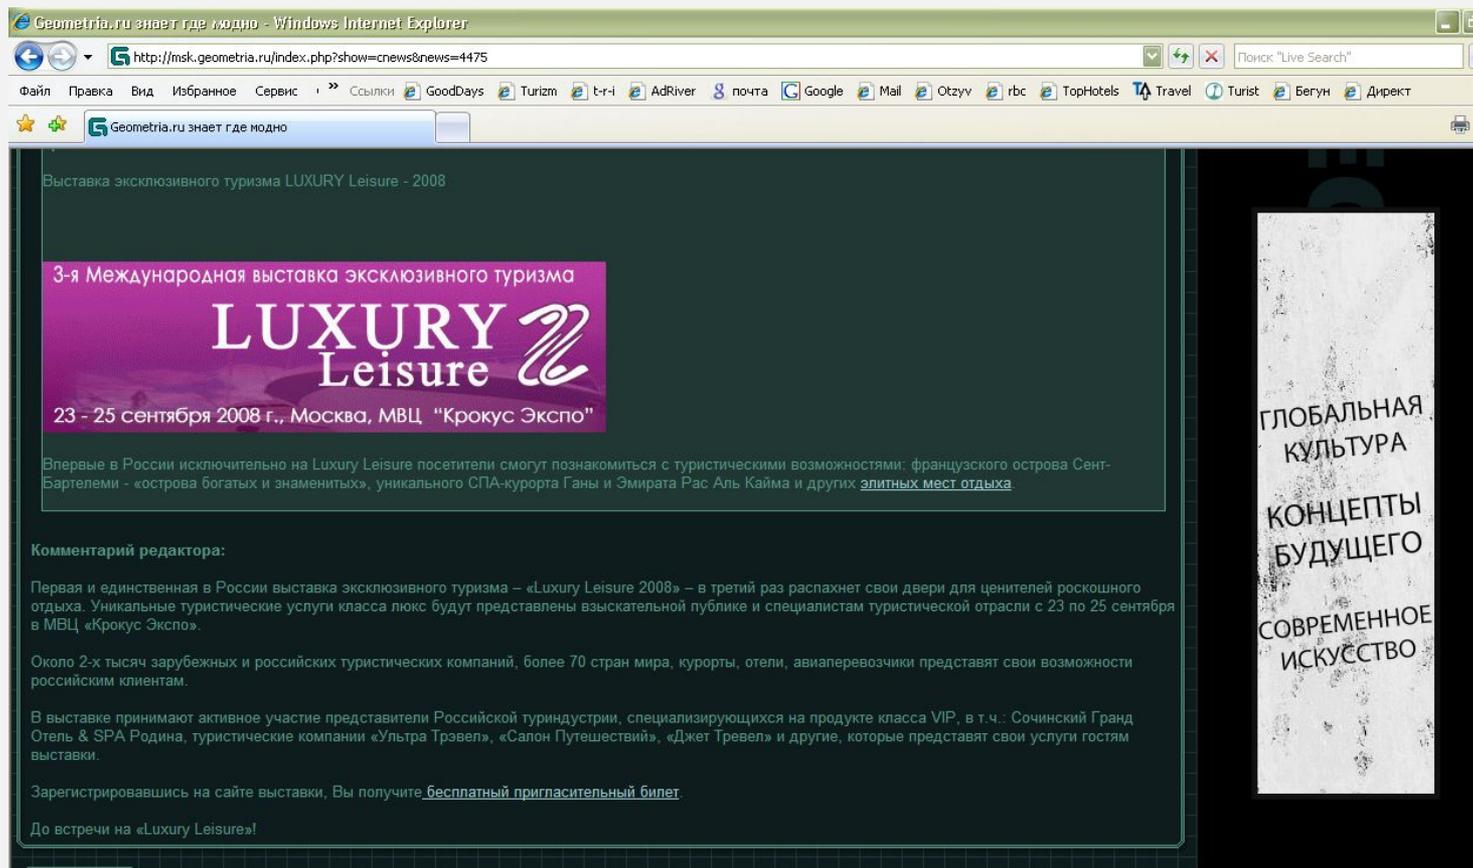 Geometria.ru знает где модно - Windows Internet Explorer
http://msk.geometria.ru/index.php?show=cnews&news=4475
Поиск "Live Search"
Файл Правка Вид Избранное Сервис » Ссылки GoodDays Turizm t-r-i AdRiver почта Google Mail Otzyv rbc TopHotels Travel Turist Бегун Директ
Geometria.ru знает где модно
Выставка эксклюзивного туризма LUXURY Leisure - 2008
3-я Международная выставка эксклюзивного туризма
LUXURY
Leisure
23 - 25 сентября 2008 г., Москва, МВЦ "Крокус Экспо"
Впервые в России исключительно на Luxury Leisure посетители смогут познакомиться с туристическими возможностями: французского острова Сент-
Бартелеми - «острова богатых и знаменитых», уникального СПА-курорта Ганы и Эмирата Рас Аль Кайма и других элитных мест отдыха.
Комментарий редактора:
Первая и единственная в России выставка эксклюзивного туризма – «Luxury Leisure 2008» – в третий раз распахнет свои двери для ценителей роскошного
отдыха. Уникальные туристические услуги класса люкс будут представлены взыскательной публике и специалистам туристической отрасли с 23 по 25 сентября
в МВЦ «Крокус Экспо».
Около 2-х тысяч зарубежных и российских туристических компаний, более 70 стран мира, курорты, отели, авиаперевозчики представят свои возможности
российским клиентам.
В выставке принимают активное участие представители Российской туриндустрии, специализирующихся на продукте класса VIP, в т.ч.: Сочинский Гранд
Отель & SPA Родина, туристические компании «Ультра Трэвел», «Салон Путешествий», «Джет Тревел» и другие, которые представят свои услуги гостям
выставки.
Зарегистрировавшись на сайте выставки, Вы получите бесплатный пригласительный билет.
До встречи на «Luxury Leisure»!
ГЛОБАЛЬНАЯ
КУЛЬТУРА
КОНЦЕПТЫ
БУДУЩЕГО
СОВРЕМЕННОЕ
ИСКУССТВО